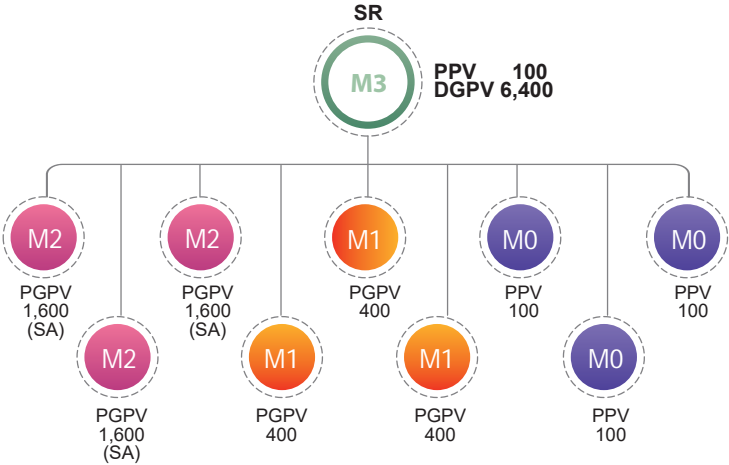 SR
M3
PPV 100
DGPV 6,400
M2
PGPV
1,600
(SA)
M2
PGPV
1,600
(SA)
M2
PGPV
1,600
(SA)
M1
PGPV
400
M1
PGPV
400
M1
PGPV
400
M0
PPV
100
M0
PPV
100
M0
PPV
100